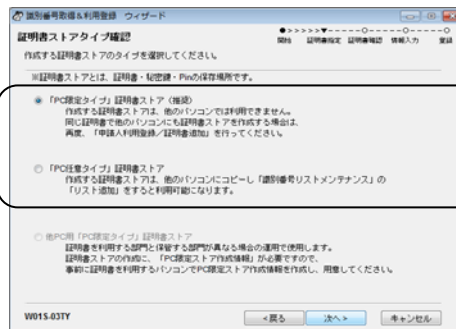 識別番号取得&利用登録 ウィザード
証明書ストアタイプ確認
開始 証明書指定 証明書確認 情報入力 登録
作成する証明書ストアのタイプを選択してください。
※証明書ストアとは、証明書・秘密鍵・Pinの保存場所です。
「PC限定タイプ」証明書ストア（推奨）
作成する証明書ストアは、他のパソコンでは利用できません。
同じ証明書で他のパソコンにも証明書ストアを作成する場合は、
再度、「申請人利用登録／証明書追加」を行ってください。
「PC任意タイプ」証明書ストア
作成する証明書ストアは、他のパソコンにコピーし「識別番号リストメンテナンス」の
「リスト追加」をすると利用可能になります。
他PC用「PC限定タイプ」証明書ストア
証明書を利用する部門と保管する部門が異なる場合の運用で使用します。
証明書ストアの作成に、「PC限定ストア作成情報」が必要ですので、
事前に証明書を利用するパソコンでPC限定ストア作成情報を作成し、用意してください。
W01S-03TY
<戻る 次へ> キャンセル